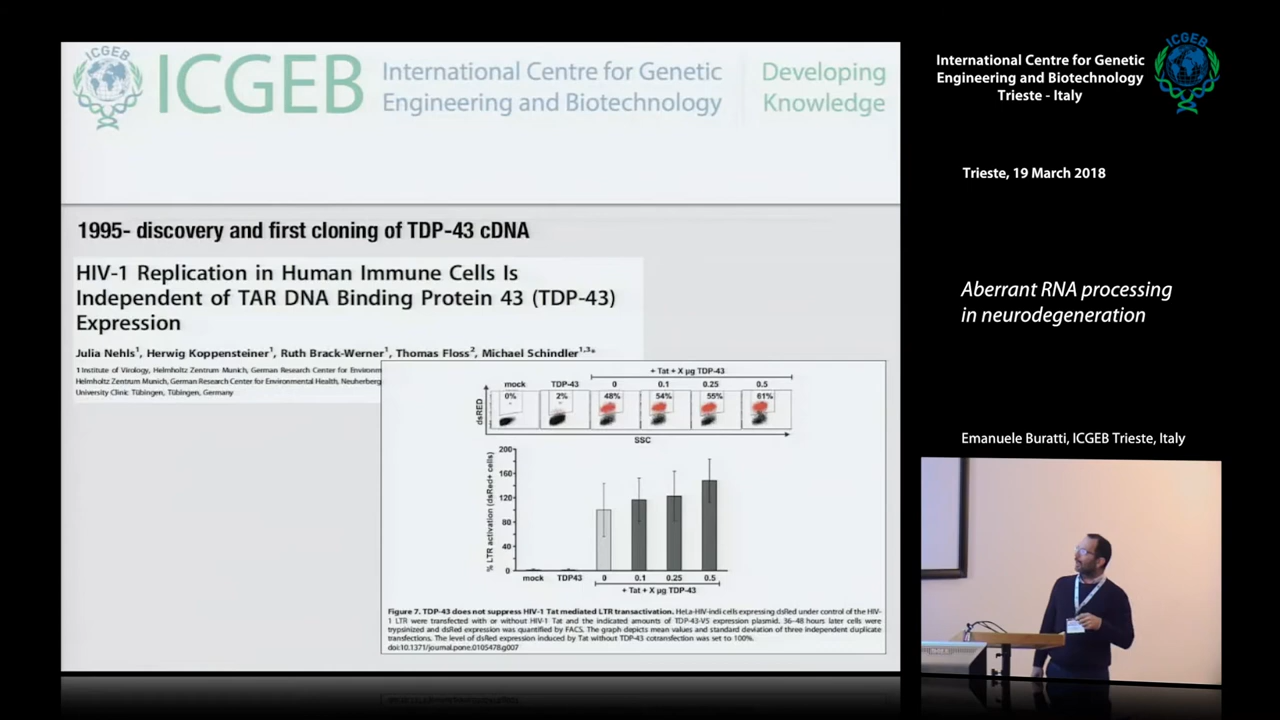 ICGEB
ICGEB
International Centre for Genetic
Engineering and Biotechnology
Developing
Knowledge
1995- discovery and first cloning of TDP-43 cDNA
HIV-1 Replication in Human Immune Cells Is
Independent of TAR DNA Binding Protein 43 (TDP-43)
Expression
Julia Nehls1, Herwig Koppensteiner1, Ruth Brack-Werner1, Thomas Floss2, Michael Schindler1,3*
1 Institute of Virology, Helmholtz Zentrum Munich, German Research Center for Environm
Helmholtz Zentrum Munich, German Research Center for Environmental Health, Neuherberg
University Clinic Tübingen, Tübingen, Germany
+ Tat + X µg TDP-43
mock TDP-43 0 0.1 0.25 0.5
0% 2% 48% 54% 55% 61%
dsRED
SSC
% LTR activation (dsRed+ cells)
200
160
120
80
40
0
mock TDP43 0 0.1 0.25 0.5
+ Tat + X µg TDP-43
Figure 7. TDP-43 does not suppress HIV-1 Tat mediated LTR transactivation. HeLa-HIV-indi cells expressing dsRed under control of the HIV-
1 LTR were transfected with or without HIV-1 Tat and the indicated amounts of TDP-43-V5 expression plasmid. 36–48 hours later cells were
trypsinized and dsRed expression was quantified by FACS. The graph depicts mean values and standard deviation of three independent duplicate
transfections. The level of dsRed expression induced by Tat without TDP-43 cotransfection was set to 100%.
doi:10.1371/journal.pone.0105478.g007
International Centre for Genetic
Engineering and Biotechnology
Trieste - Italy
ICGEB
Trieste, 19 March 2018
Aberrant RNA processing
in neurodegeneration
Emanuele Buratti, ICGEB Trieste, Italy